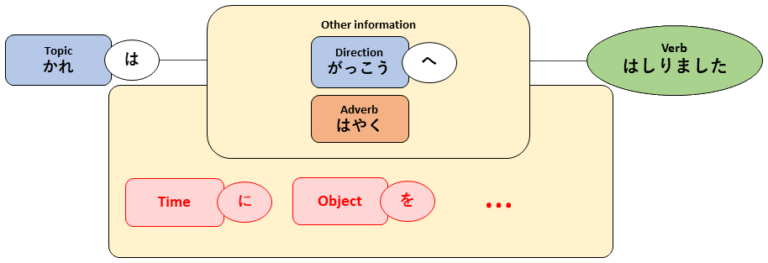 Other information
Topic
かれ
は
Direction
がっこう
へ
Adverb
はやく
Verb
はしりました
Time
に
Object
を
...